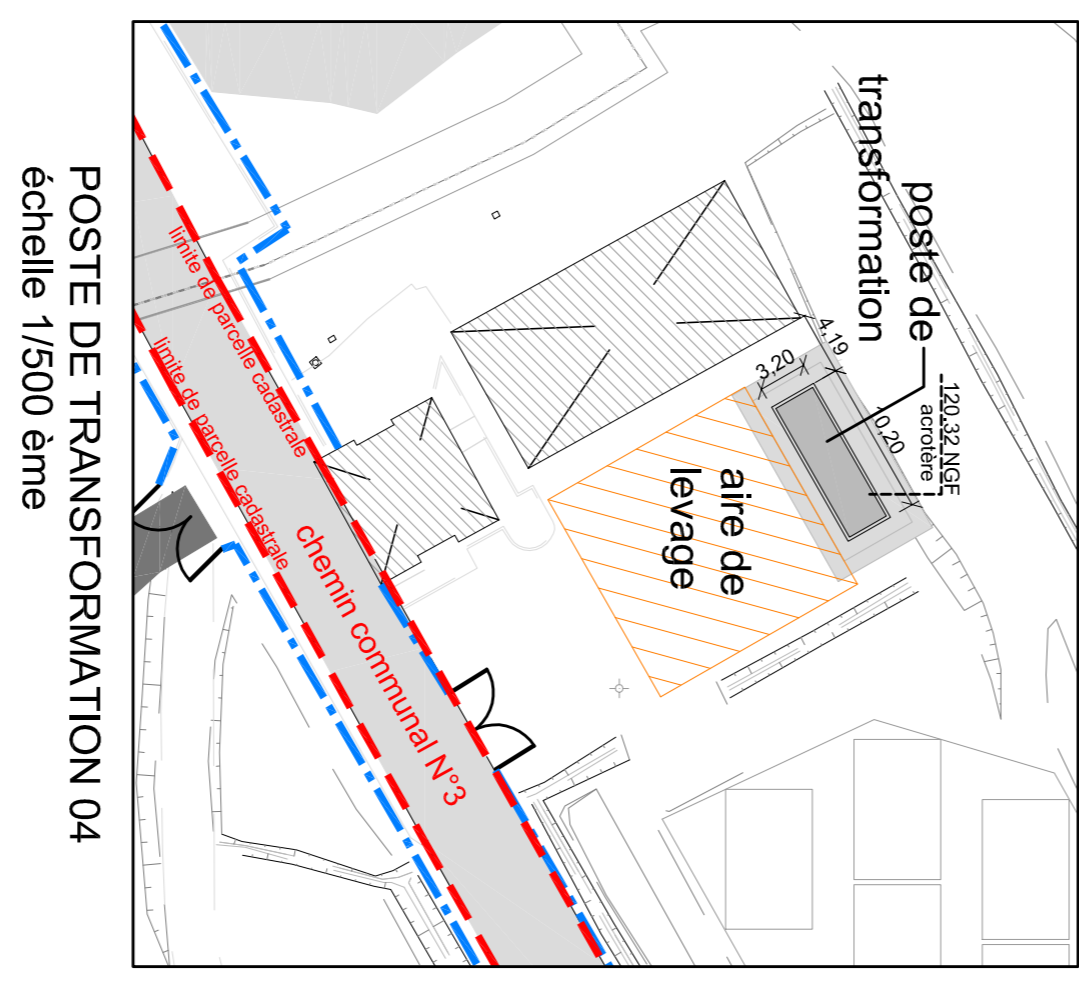 poste de
transformation
120,32 NGF
acrotère
4,19
3,20
0,20
aire de
levage
limite de parcelle cadastrale
limite de parcelle cadastrale
chemin communal N°3
POSTE DE TRANSFORMATION 04
échelle 1/500 ème